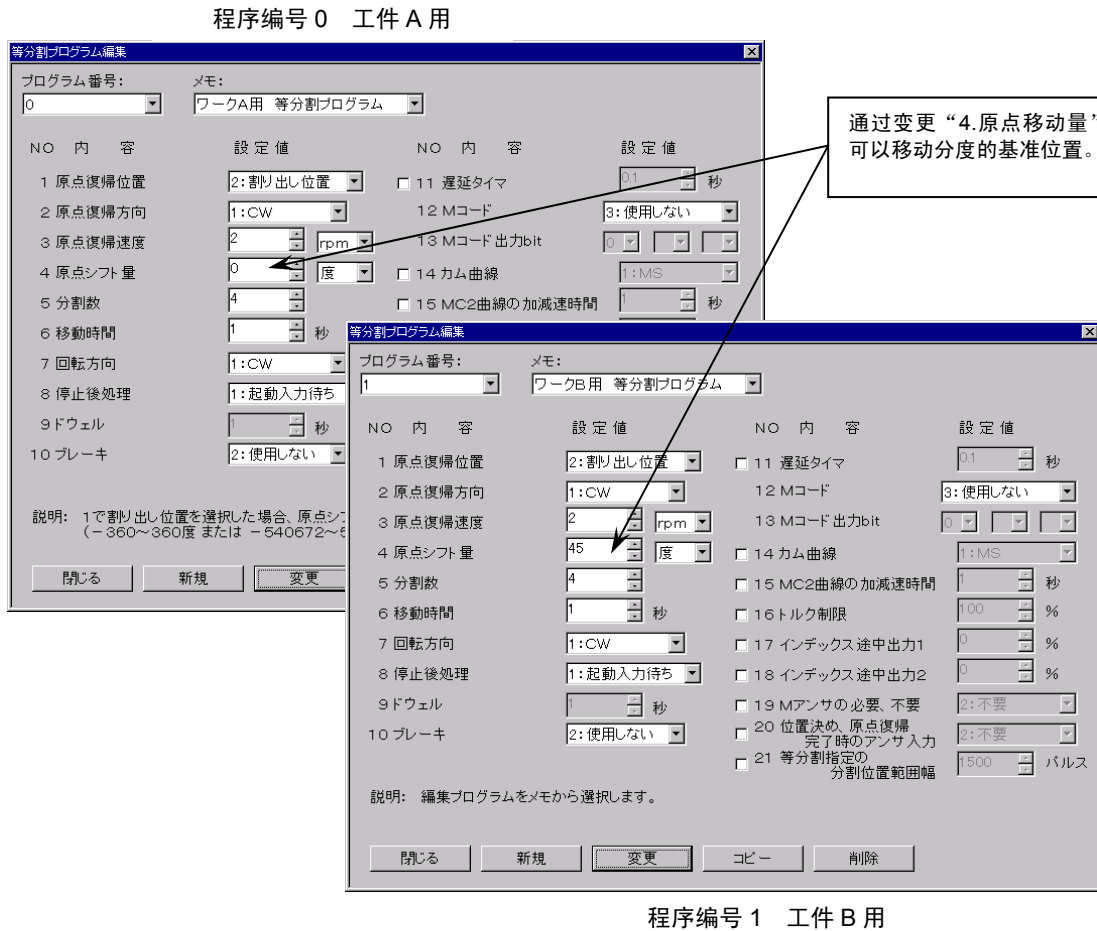 程序编号 0　工件 A 用
等分割プログラム編集
プログラム番号:　メモ:
0　ワークA用 等分割プログラム
NO 内 容　設定値　NO 内 容　設定値
1 原点復帰位置　2:割り出し位置　11 遅延タイマ　0.1　秒
2 原点復帰方向　1:CW　12 Mコード　3:使用しない
3 原点復帰速度　2　rpm　13 Mコード出力bit　0
4 原点シフト量　0　度　14 カム曲線　1:MS
5 分割数　4　15 MC2曲線の加減速時間　1　秒
6 移動時間　1　秒
7 回転方向　1:CW
8 停止後処理　1:起動入力待ち
9 ドウェル　1　秒
10 ブレーキ　2:使用しない
説明: 1で割り出し位置を選択した場合、原点シフ
(-360~360度 または -540672~5
閉じる　新規　変更
通过变更“4.原点移动量”
可以移动分度的基准位置。
等分割プログラム編集
プログラム番号:　メモ:
1　ワークB用 等分割プログラム
NO 内 容　設定値　NO 内 容　設定値
1 原点復帰位置　2:割り出し位置　11 遅延タイマ　0.1　秒
2 原点復帰方向　1:CW　12 Mコード　3:使用しない
3 原点復帰速度　2　rpm　13 Mコード出力bit　0
4 原点シフト量　45　度　14 カム曲線　1:MS
5 分割数　4　15 MC2曲線の加減速時間　1　秒
6 移動時間　1　秒　16 トルク制限　100　%
7 回転方向　1:CW　17 インデックス途中出力1　0　%
8 停止後処理　1:起動入力待ち　18 インデックス途中出力2　0　%
9 ドウェル　1　秒　19 Mアンサの必要、不要　2:不要
10 ブレーキ　2:使用しない　20 位置決め、原点復帰
完了時のアンサ入力　2:不要
21 等分割指定の
分割位置範囲幅　1500　パルス
説明: 編集プログラムをメモから選択します。
閉じる　新規　変更　コピー　削除
程序编号 1　工件 B 用